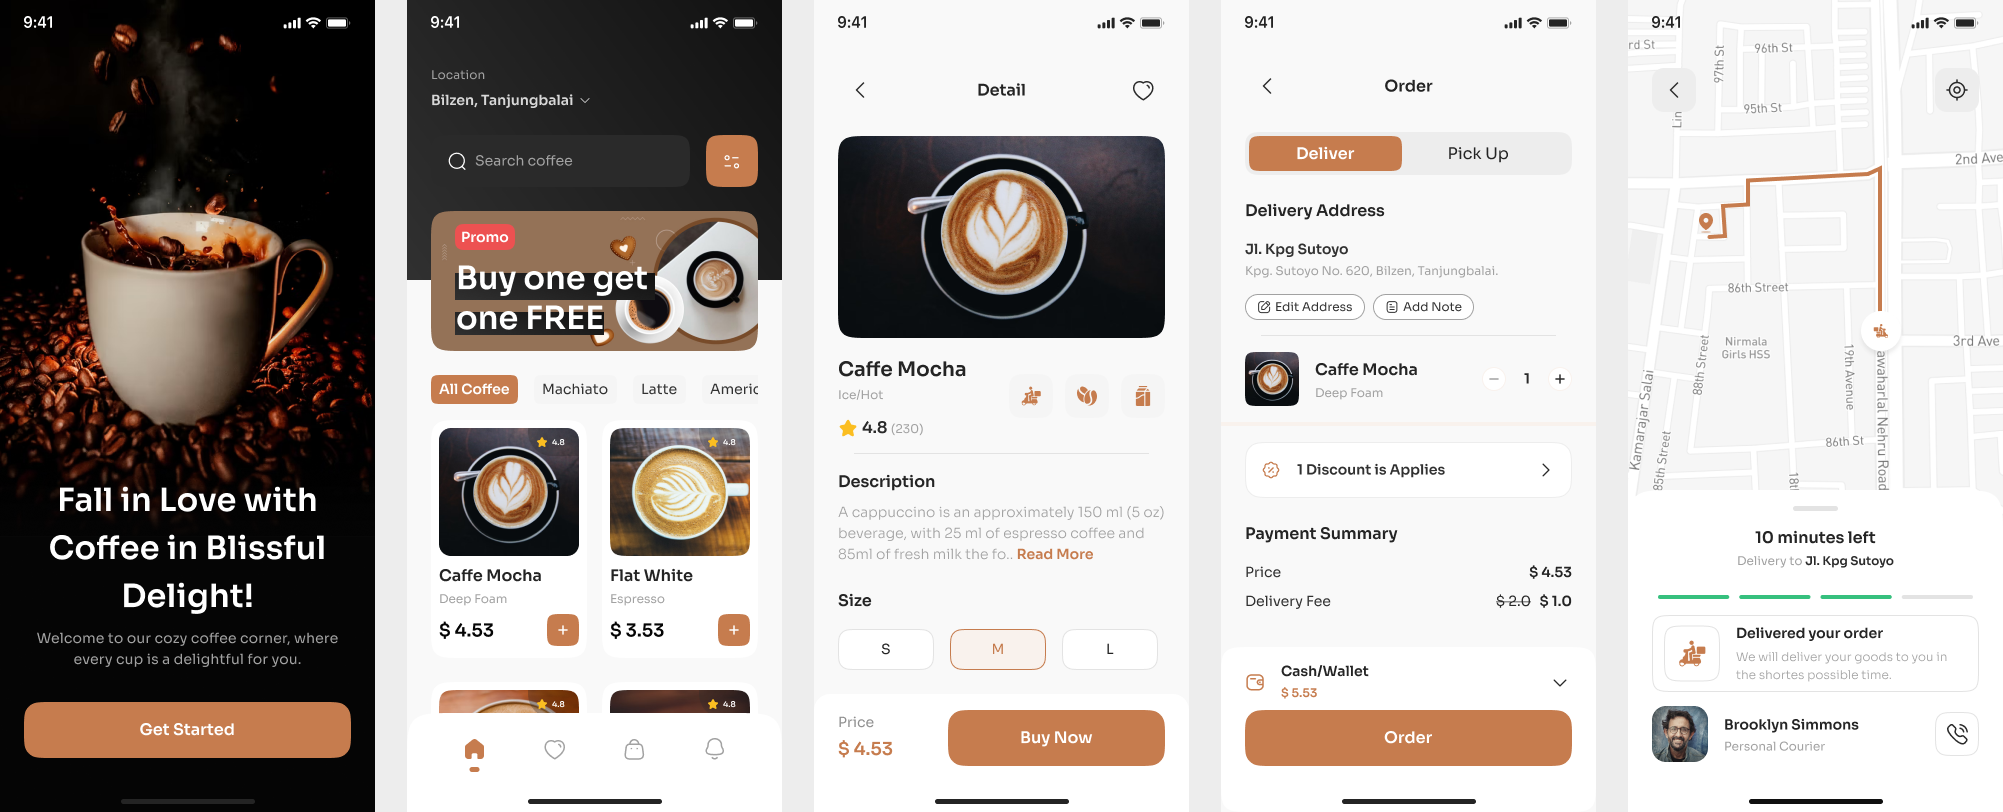 9:41
Fall in Love with
Coffee in Blissful
Delight!
Welcome to our cozy coffee corner, where
every cup is a delightful for you.
Get Started
9:41
Location
Bilzen, Tanjungbalai
Search coffee
Promo
Buy one get
one FREE
All Coffee
Machiato
Latte
Americ
4.8
4.8
Caffe Mocha
Flat White
Deep Foam
Espresso
$ 4.53
$ 3.53
4.8
4.8
9:41
Detail
Caffe Mocha
Ice/Hot
4.8 (230)
Description
A cappuccino is an approximately 150 ml (5 oz)
beverage, with 25 ml of espresso coffee and
85ml of fresh milk the fo.. Read More
Size
S
M
L
Price
$ 4.53
Buy Now
9:41
Order
Deliver
Pick Up
Delivery Address
Jl. Kpg Sutoyo
Kpg. Sutoyo No. 620, Bilzen, Tanjungbalai.
Edit Address
Add Note
Caffe Mocha
Deep Foam
1
1 Discount is Applies
Payment Summary
Price
$ 4.53
Delivery Fee
$ 2.0 $ 1.0
Cash/Wallet
$ 5.53
Order
9:41
rd St
97th St
96th St
95th St
Lin
2nd Ave
86th Street
Nirmala
Girls HSS
3rd Ave
88th Street
19th Avenue
awaharlal Nehru Road
Kamarajar Salai
85th Street
86th St
18th
10 minutes left
Delivery to Jl. Kpg Sutoyo
Delivered your order
We will deliver your goods to you in
the shortes possible time.
Brooklyn Simmons
Personal Courier